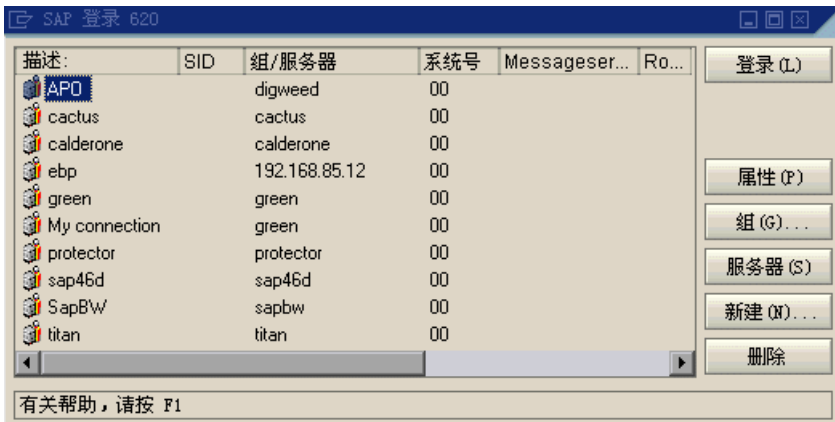 SAP 登录 620
描述: SID 组/服务器 系统号 Messageser... Ro...
APO digweed 00
cactus cactus 00
calderone calderone 00
ebp 192.168.85.12 00
green green 00
My connection green 00
protector protector 00
sap46d sap46d 00
SapBW sapbw 00
titan titan 00
登录(L)
属性(P)
组(G)...
服务器(S)
新建(N)...
删除
有关帮助，请按 F1